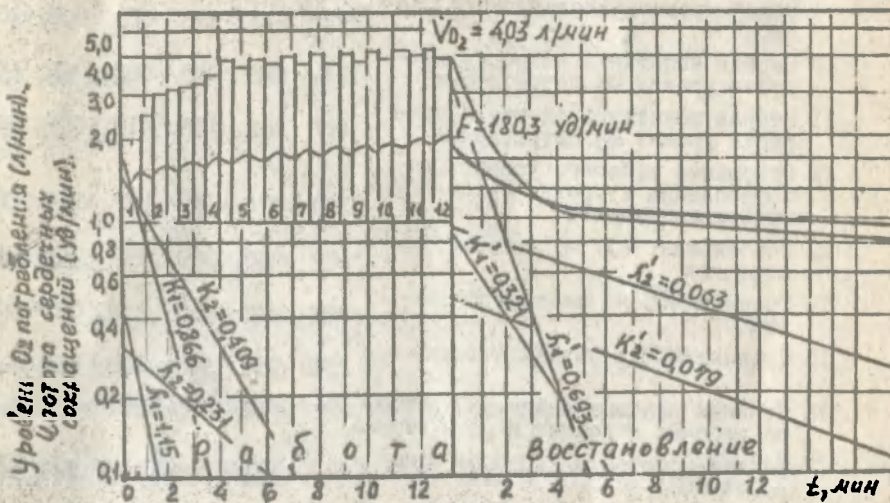 Уровень O₂ потребления (л/мин).
Частота сердечных
сокращений (уд/мин).
5,0
4,0
3,0
2,0
1,0
0,8
0,6
0,4
0,2
0,1
V̇O₂ = 4,03 л/мин
F=180,3 уд/мин
1 2 3 4 5 6 7 8 9 10 11 12
K₁=0,866
K₂=0,409
K₁=1,15
K₂=0,231
K₁'=0,321
K₁'=0,693
K₂'=0,063
K₂'=0,079
Работа
Восстановление
0 2 4 6 8 10 12 2 4 6 8 10 12 t, мин